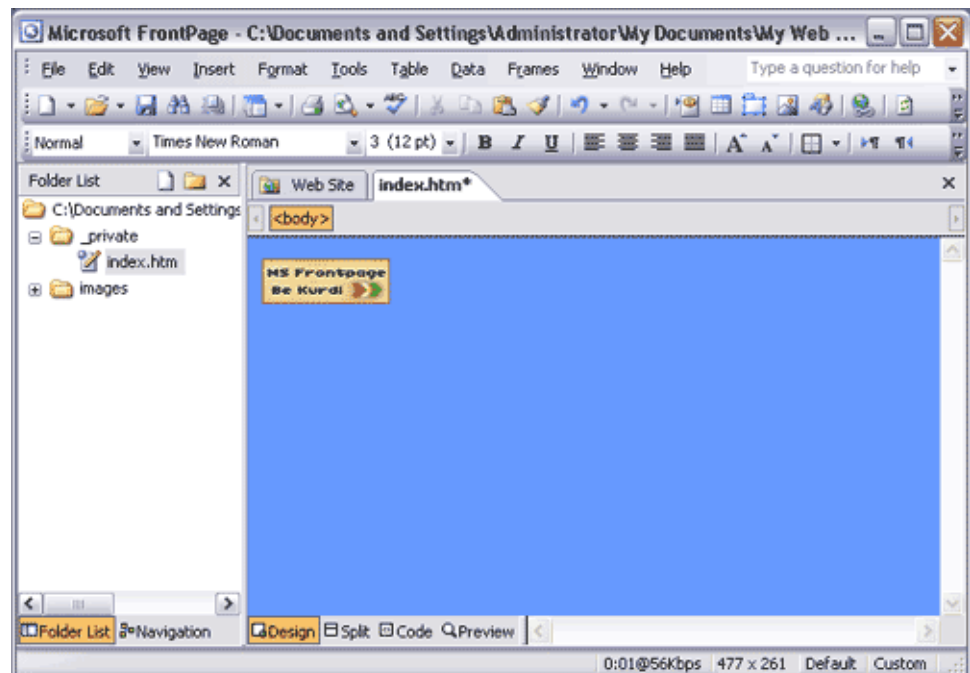 Microsoft FrontPage - C:\Documents and Settings\Administrator\My Documents\My Web ...
File Edit View Insert Format Tools Table Data Frames Window Help Type a question for help
Normal Times New Roman 3 (12 pt) B I U A A
Folder List Web Site index.htm*
C:\Documents and Settings <body>
_private
index.htm
images
MS Frontpage
Be Kurdi
Folder List Navigation Design Split Code Preview
0:01@56Kbps 477 x 261 Default Custom